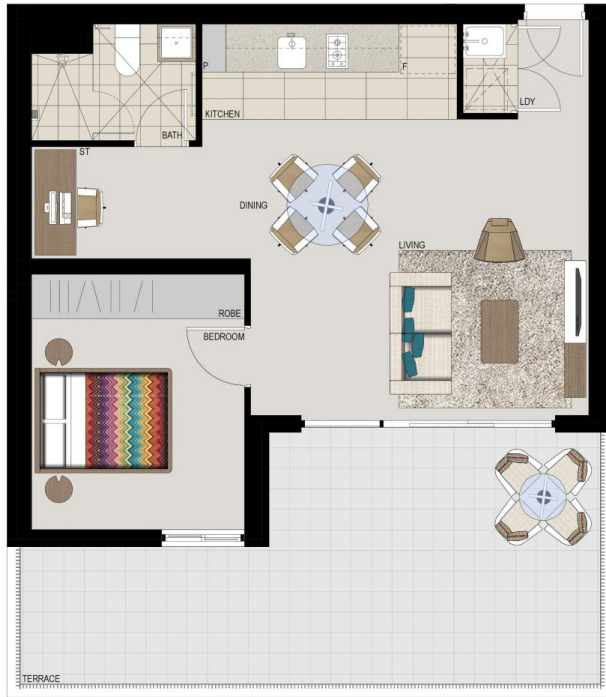 P
F
KITCHEN
LDY
BATH
ST
DINING
LIVING
ROBE
BEDROOM
TERRACE